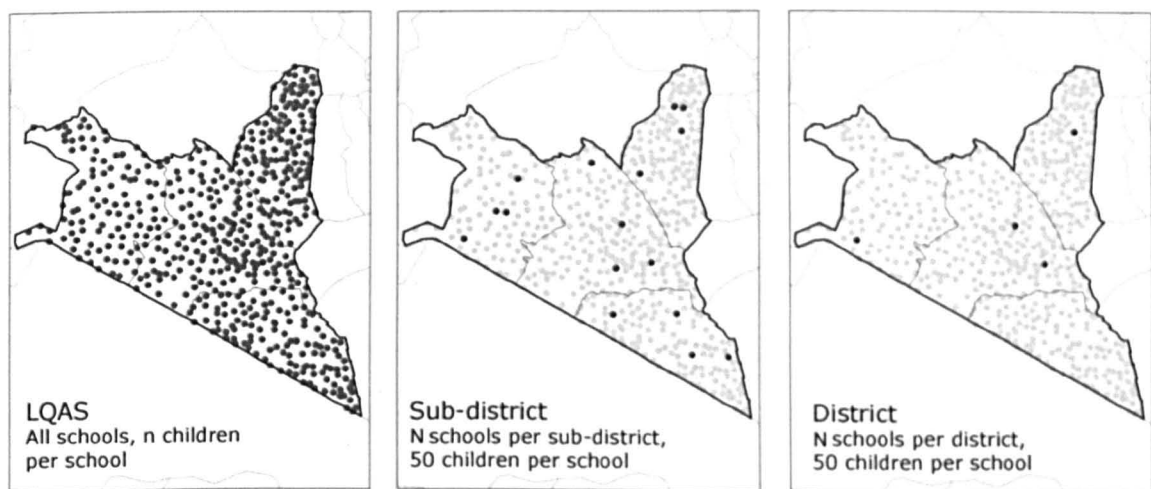 LQAS
All schools, n children
per school
Sub-district
N schools per sub-district,
50 children per school
District
N schools per district,
50 children per school